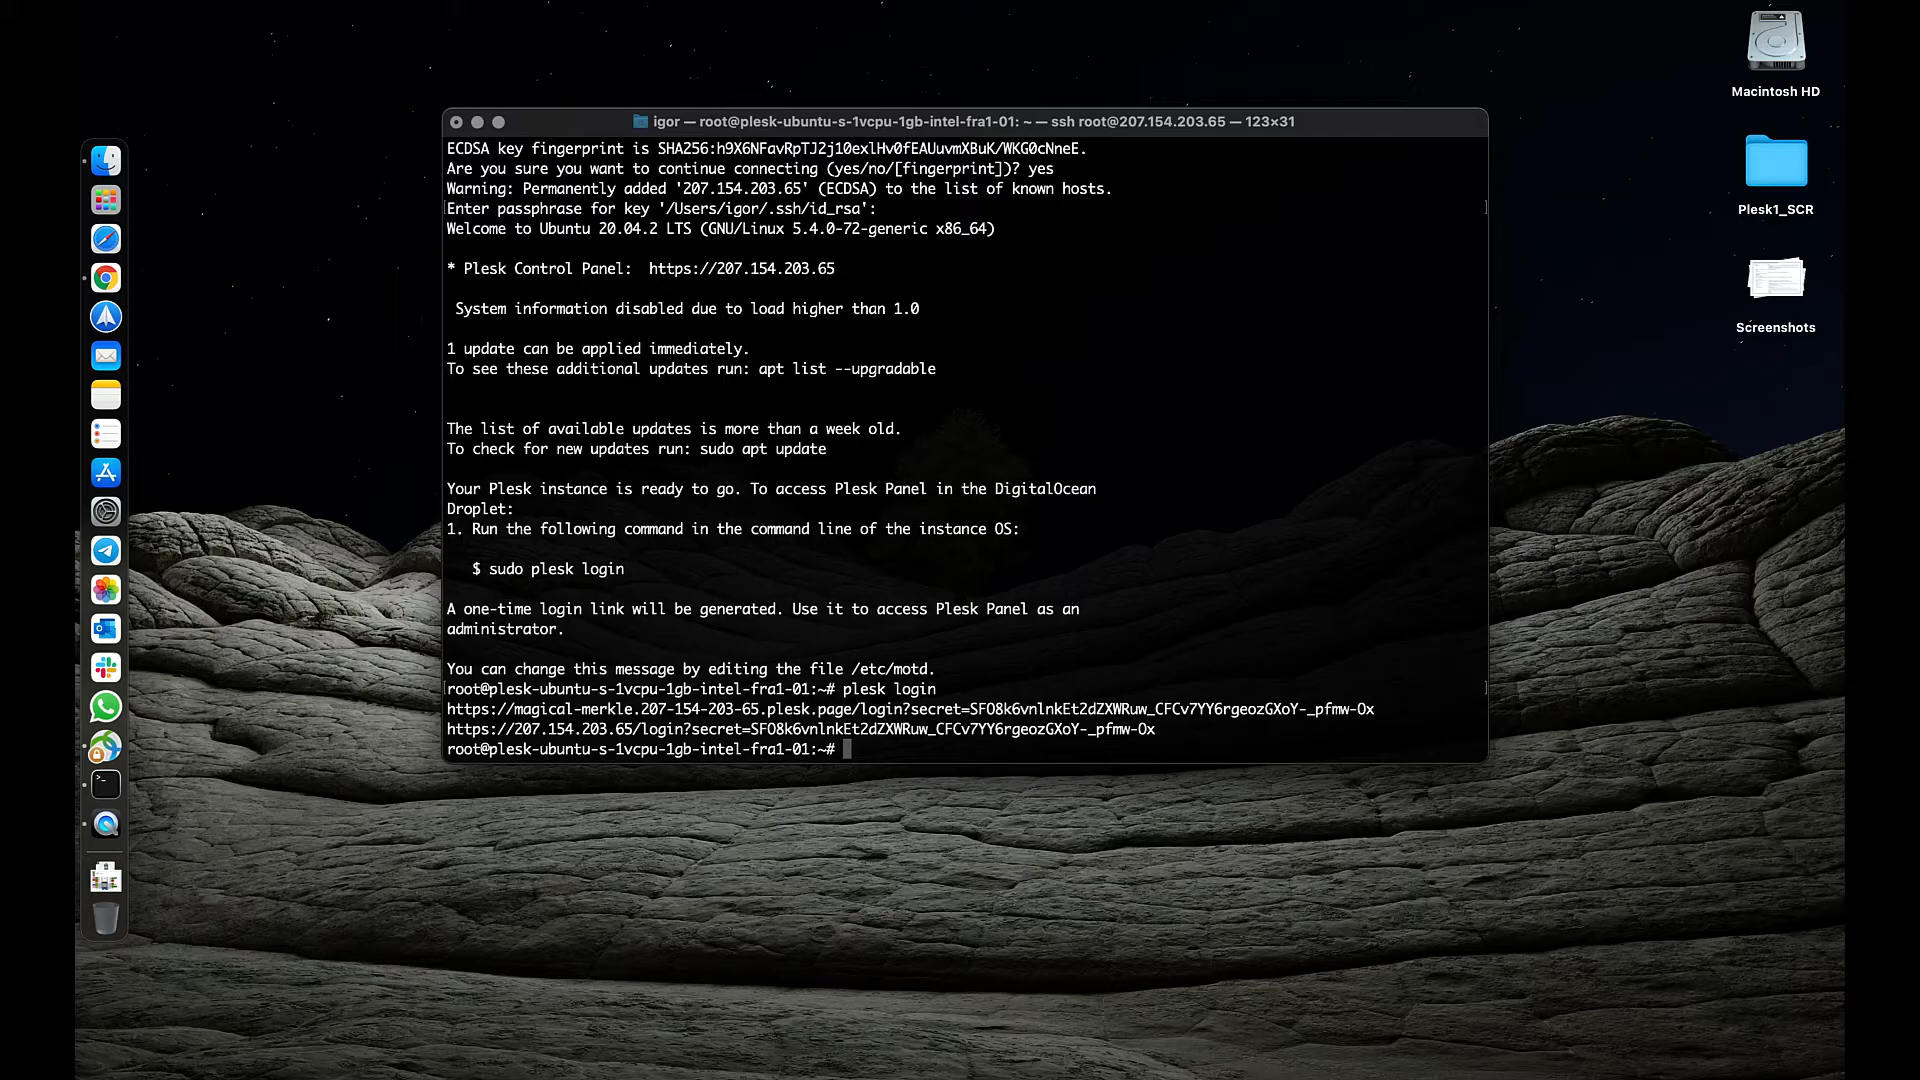 Macintosh HD
igor — root@plesk-ubuntu-s-1vcpu-1gb-intel-fra1-01: ~ — ssh root@207.154.203.65 — 123×31
ECDSA key fingerprint is SHA256:h9X6NFavRpTJ2j10exlHv0fEAUuvmXBuK/WKG0cNneE.
Are you sure you want to continue connecting (yes/no/[fingerprint])? yes
Warning: Permanently added '207.154.203.65' (ECDSA) to the list of known hosts.
Enter passphrase for key '/Users/igor/.ssh/id_rsa':
Welcome to Ubuntu 20.04.2 LTS (GNU/Linux 5.4.0-72-generic x86_64)
* Plesk Control Panel:  https://207.154.203.65
System information disabled due to load higher than 1.0
1 update can be applied immediately.
To see these additional updates run: apt list --upgradable
The list of available updates is more than a week old.
To check for new updates run: sudo apt update
Your Plesk instance is ready to go. To access Plesk Panel in the DigitalOcean
Droplet:
1. Run the following command in the command line of the instance OS:
$ sudo plesk login
A one-time login link will be generated. Use it to access Plesk Panel as an
administrator.
You can change this message by editing the file /etc/motd.
root@plesk-ubuntu-s-1vcpu-1gb-intel-fra1-01:~# plesk login
https://magical-merkle.207-154-203-65.plesk.page/login?secret=SFO8k6vnlnkEt2dZXWRuw_CFCv7YY6rgeozGXoY-_pfmw-Ox
https://207.154.203.65/login?secret=SFO8k6vnlnkEt2dZXWRuw_CFCv7YY6rgeozGXoY-_pfmw-Ox
root@plesk-ubuntu-s-1vcpu-1gb-intel-fra1-01:~#
Plesk1_SCR
Screenshots